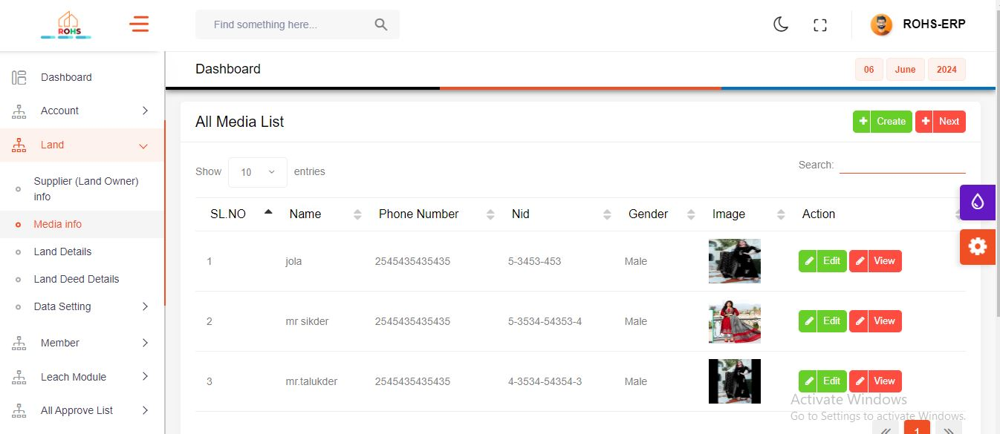 ROHS
Find something here...
ROHS-ERP
Dashboard
Account
Land
Supplier (Land Owner)
info
Media info
Land Details
Land Deed Details
Data Setting
Member
Leach Module
All Approve List
Dashboard
06 June 2024
All Media List
Create Next
Show 10 entries
Search:
SL.NO Name Phone Number Nid Gender Image Action
1 jola 2545435435435 5-3453-453 Male Edit View
2 mr sikder 2545435435435 5-3534-54353-4 Male Edit View
3 mr.talukder 2545435435435 4-3534-54354-3 Male Edit View
Activate Windows
Go to Settings to activate Windows.
« 1 »